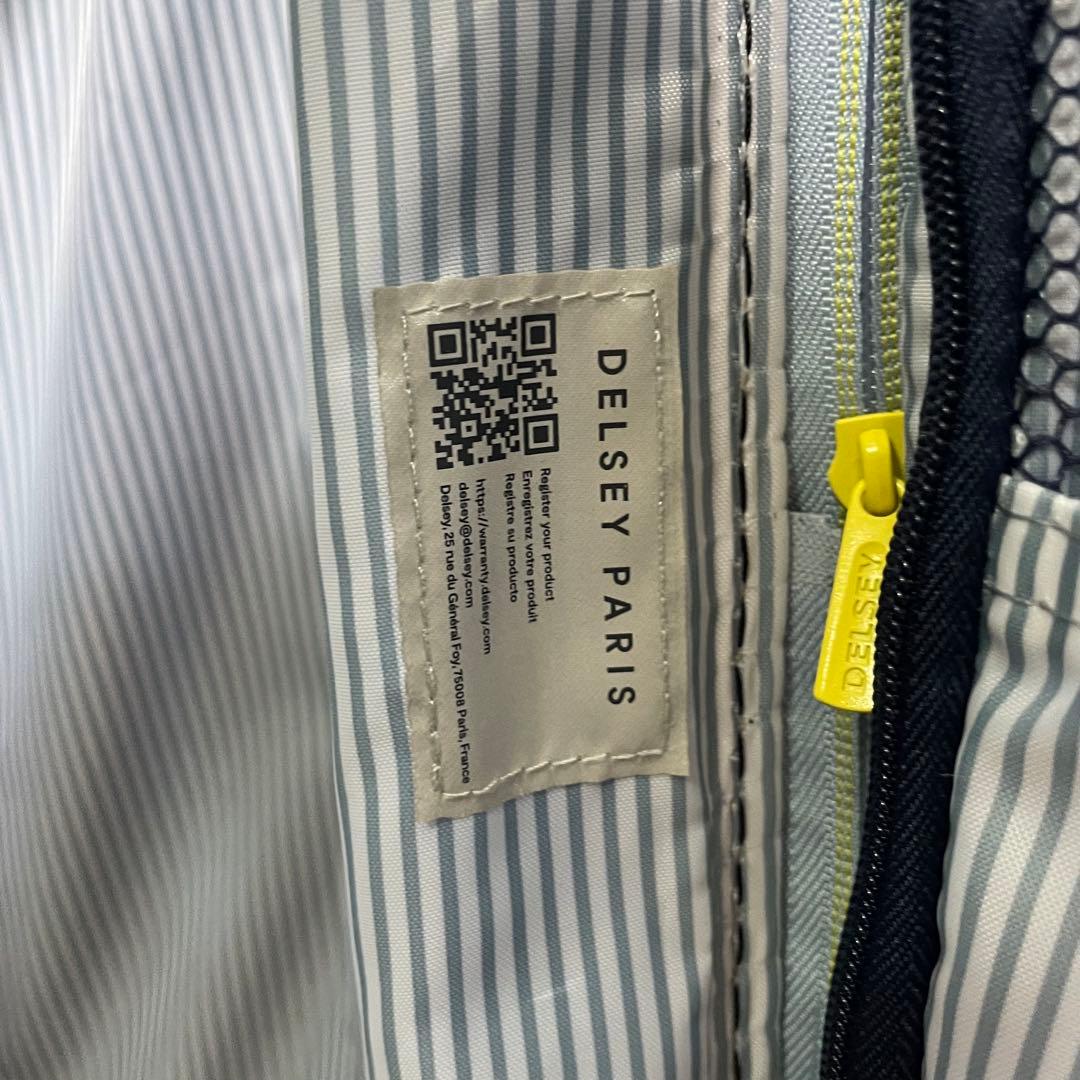 DELSEY PARIS
Register your product
Enregistrez votre produit
Registre su producto
https://warranty.delsey.com
delsey@delsey.com
Delsey, 25 rue du Général Foy, 75008 Paris, France
DELSEY